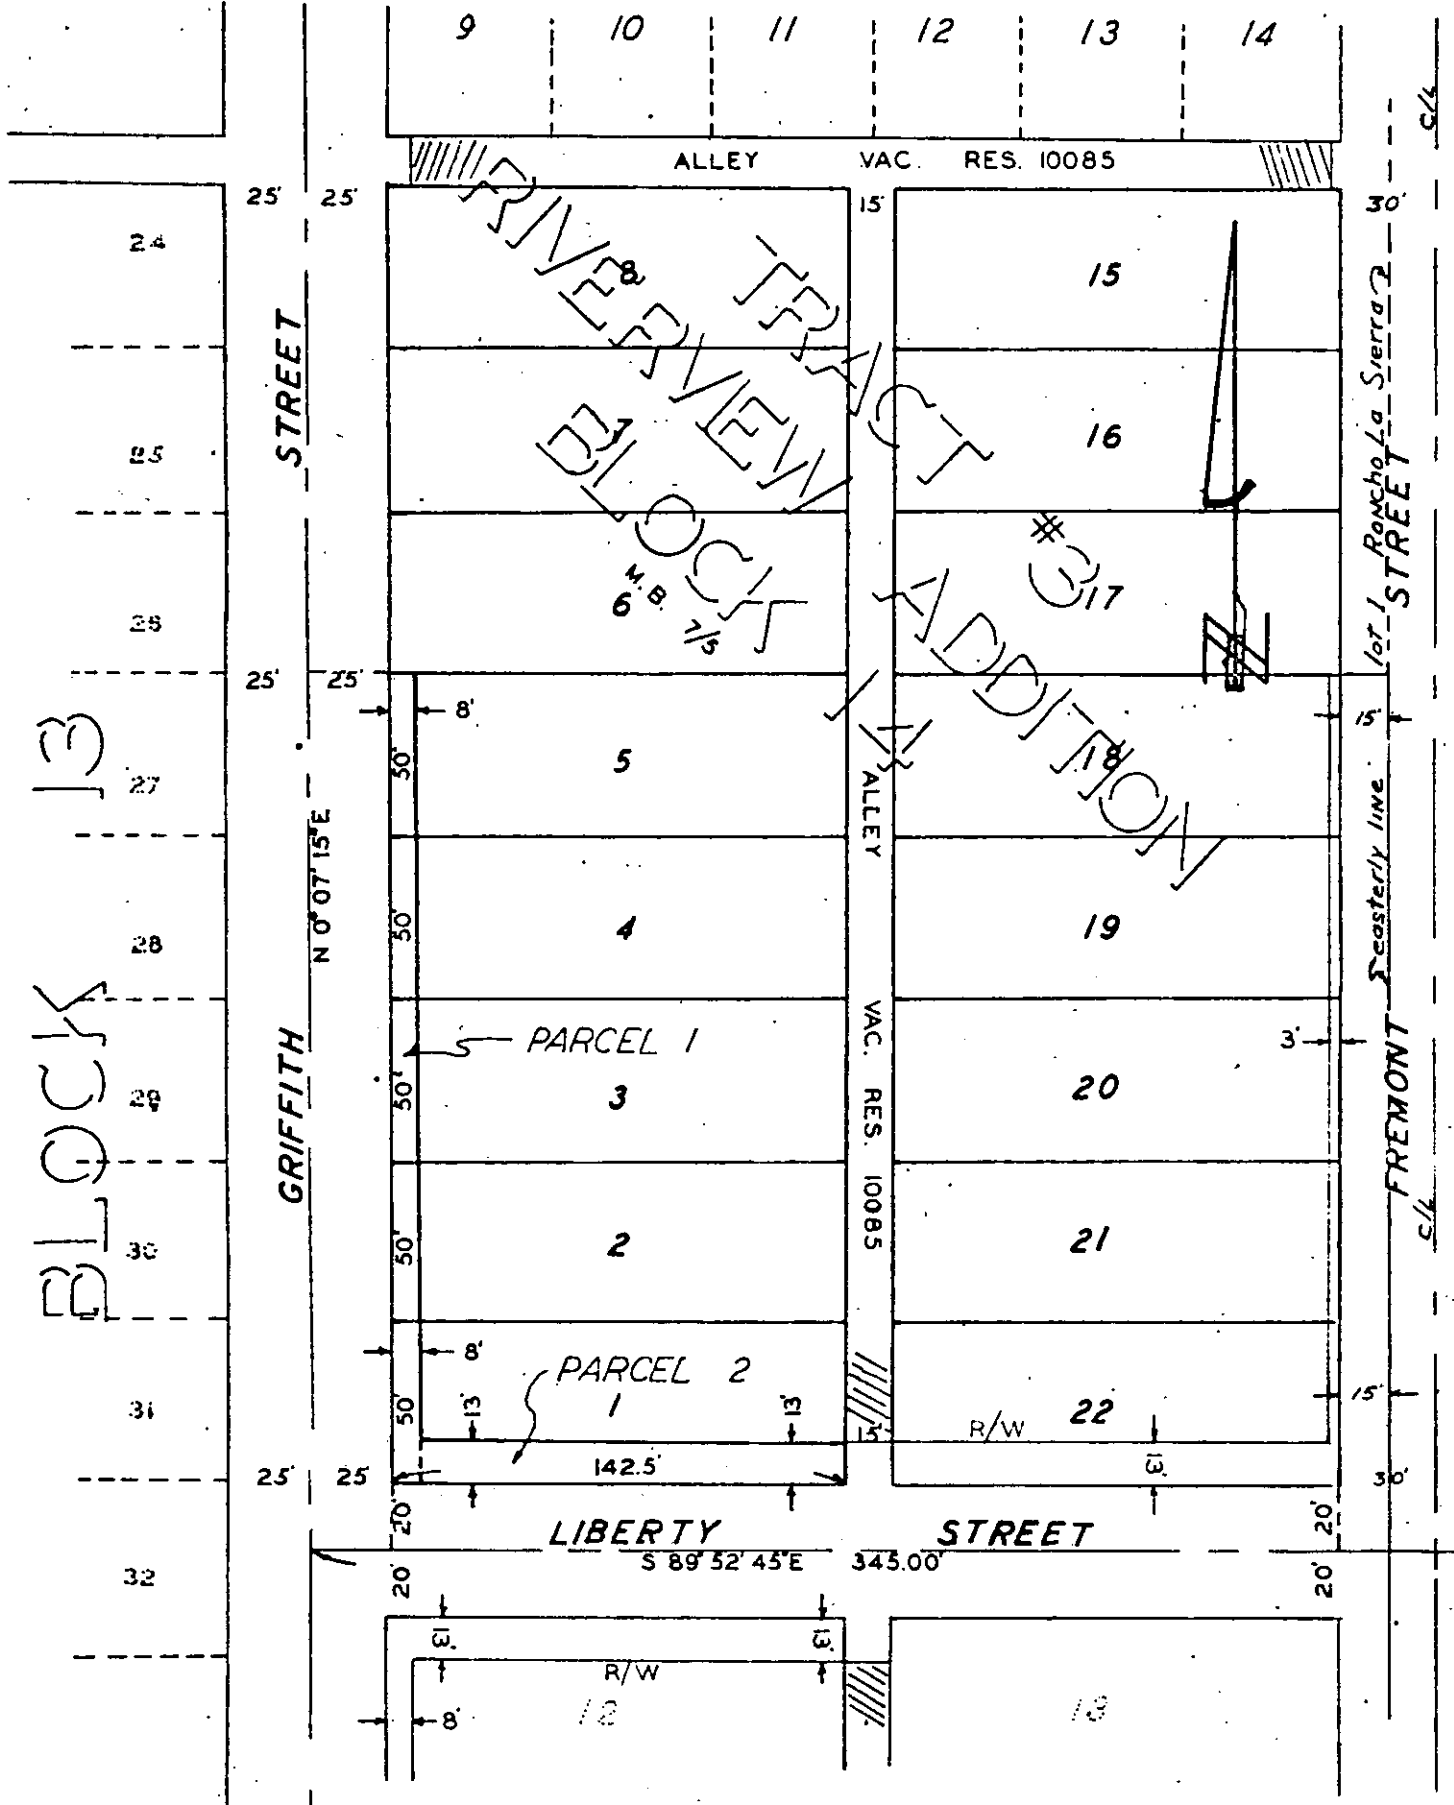 9 10 11 12 13 14
C/L
ALLEY VAC. RES. 10085
25' 25' 15' 30'
24 8 15
RIVERVIEW
TRACT
ADDITION
#3
STREET
25 7 16
BLOCK 14
M.B. 7/5
26 6 17
lot 1 Rancho La Sierra
STREET
25' 25'
8' 15'
BLOCK 13
27 50' 5 18
N 0° 07' 15" E
ALLEY
28 50' 4 19
easterly line
GRIFFITH
PARCEL 1
VAC. RES. 10085
3'
29 50' 3 20
FREMONT
C/L
30 50' 2 21
8'
PARCEL 2
31 50' 13' 1 13' 22 15'
15' R/W
25' 25' 142.5' 13' 30'
20' 20'
LIBERTY STREET
S 89° 52' 45" E 345.00'
32 20' 20'
13' 13'
R/W
8' 12 13